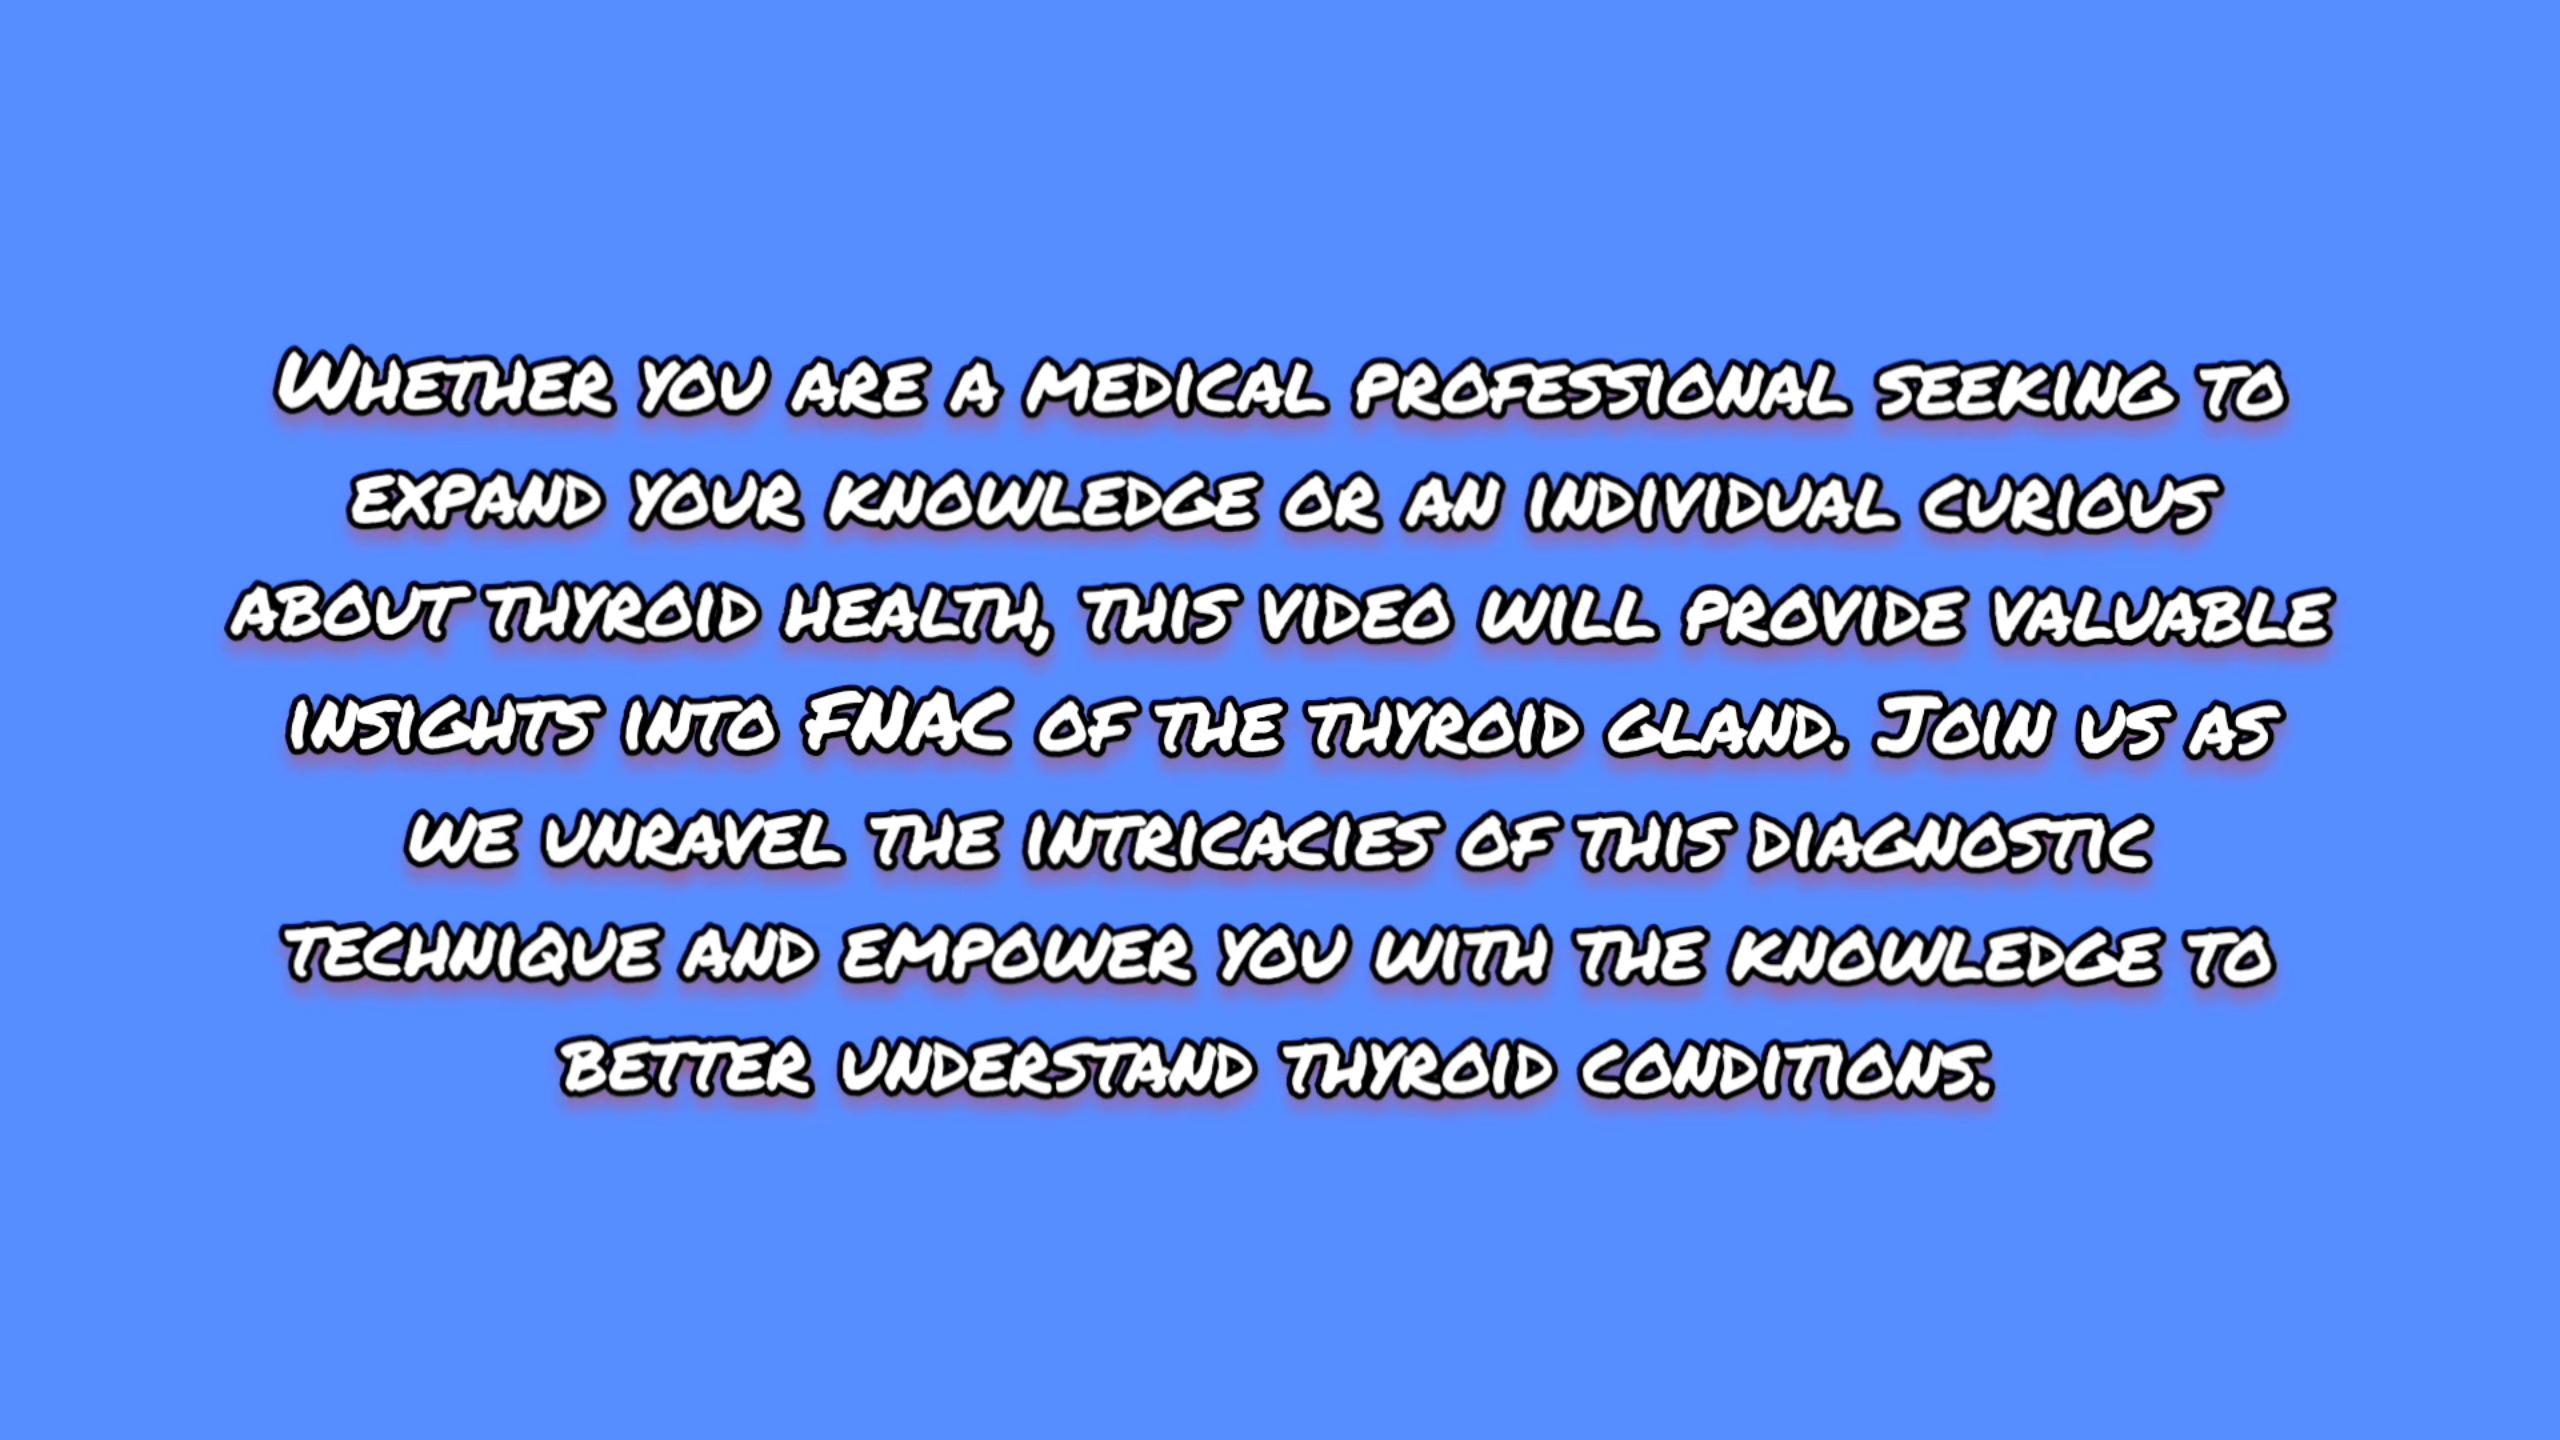 Whether you are a medical professional seeking to
expand your knowledge or an individual curious
about thyroid health, this video will provide valuable
insights into FNAC of the thyroid gland. Join us as
we unravel the intricacies of this diagnostic
technique and empower you with the knowledge to
better understand thyroid conditions.